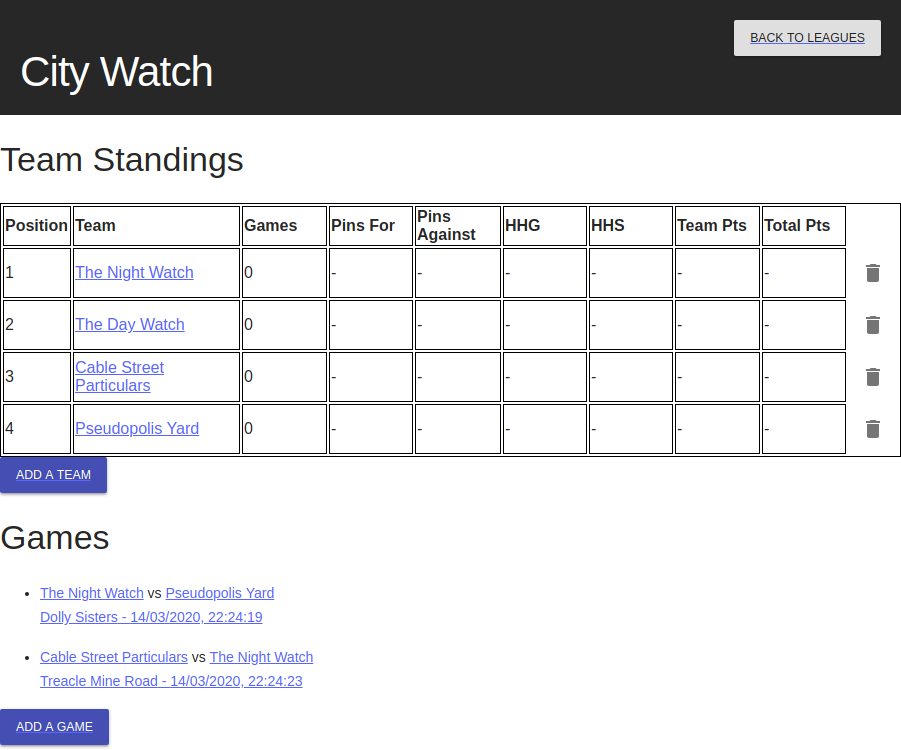 BACK TO LEAGUES
City Watch
Team Standings
Position Team Games Pins For Pins Against HHG HHS Team Pts Total Pts
1 The Night Watch 0 - - - - - -
2 The Day Watch 0 - - - - - -
3 Cable Street Particulars 0 - - - - - -
4 Pseudopolis Yard 0 - - - - - -
ADD A TEAM
Games
• The Night Watch vs Pseudopolis Yard
Dolly Sisters - 14/03/2020, 22:24:19
• Cable Street Particulars vs The Night Watch
Treacle Mine Road - 14/03/2020, 22:24:23
ADD A GAME